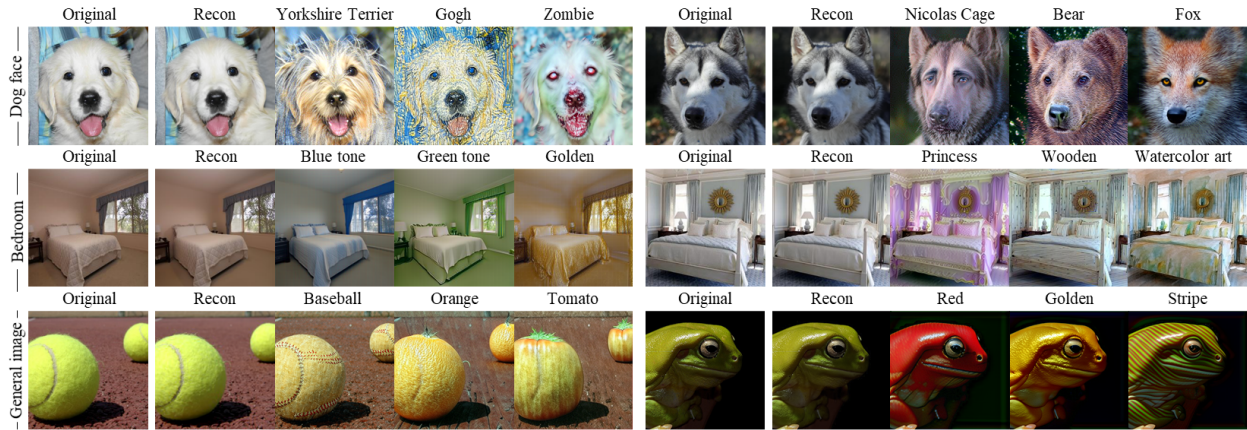 Original Recon Yorkshire Terrier Gogh Zombie Original Recon Nicolas Cage Bear Fox
Dog face
Original Recon Blue tone Green tone Golden Original Recon Princess Wooden Watercolor art
Bedroom
Original Recon Baseball Orange Tomato Original Recon Red Golden Stripe
General image